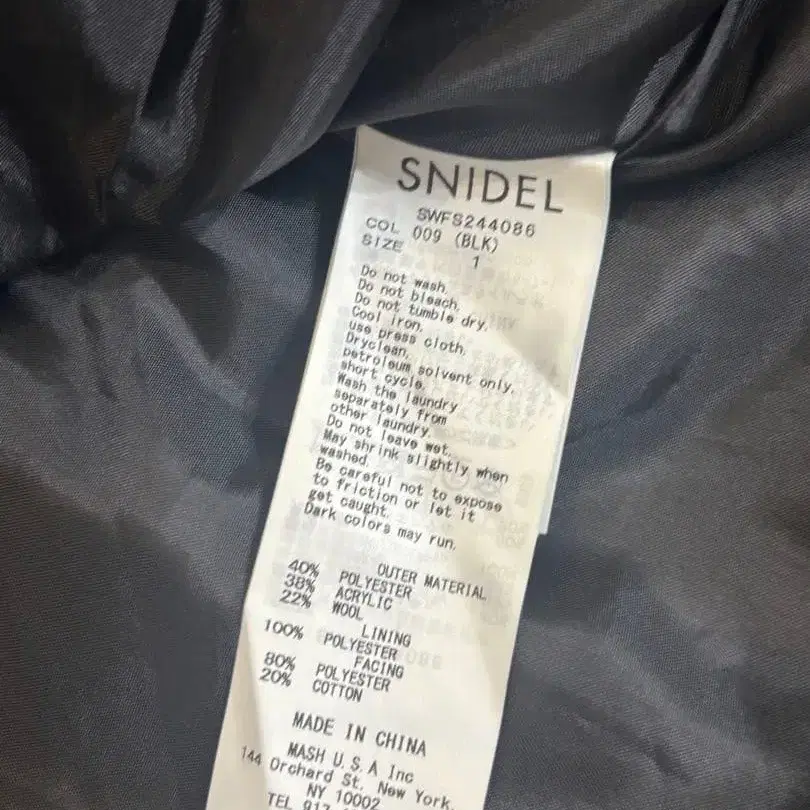 SNIDEL
SWFS244086
COL 009 (BLK)
SIZE 1
Do not wash.
Do not bleach.
Do not tumble dry.
Cool iron.
use press cloth.
Dryclean.
petroleum solvent only.
short cycle.
Wash the laundry
separately from
other laundry.
Do not leave wet.
May shrink slightly when
washed.
Be careful not to expose
to friction or let it
get caught.
Dark colors may run.
OUTER MATERIAL
40% POLYESTER
38% ACRYLIC
22% WOOL
LINING
100% POLYESTER
FACING
80% POLYESTER
20% COTTON
MADE IN CHINA
MASH U.S.A Inc
144 Orchard St. New York.
NY 10002
TEL 917